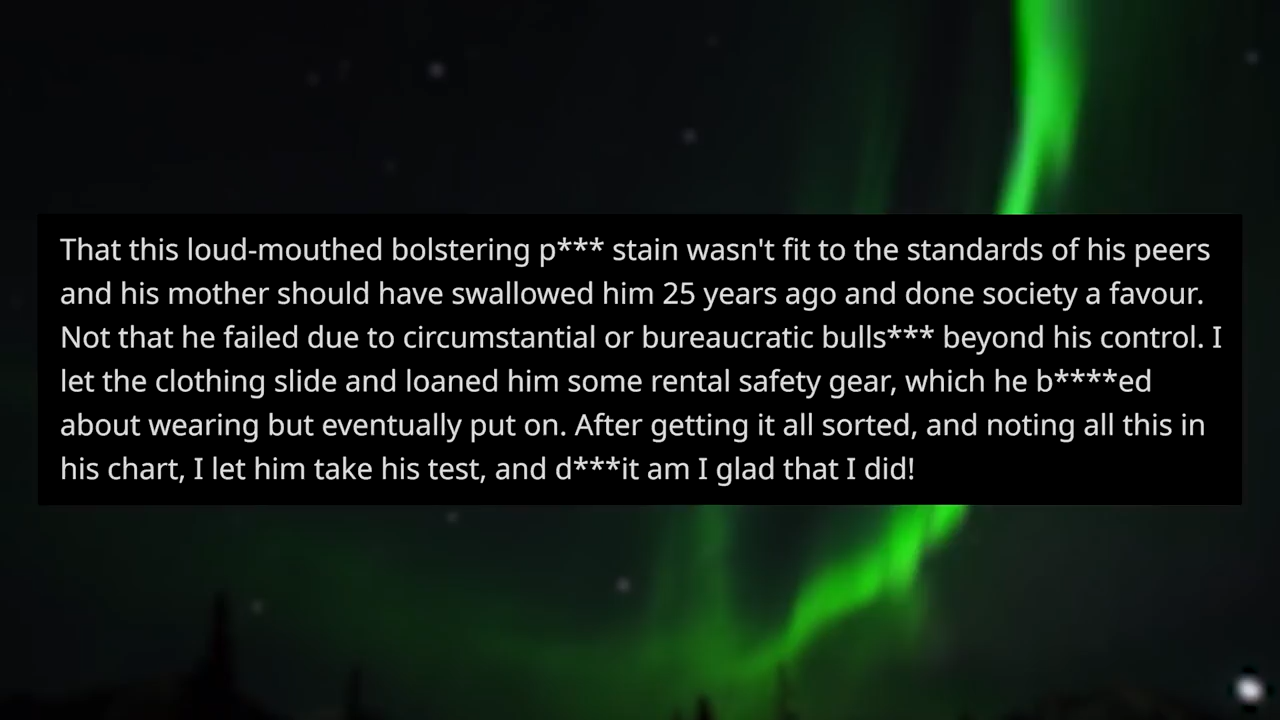 That this loud-mouthed bolstering p*** stain wasn't fit to the standards of his peers
and his mother should have swallowed him 25 years ago and done society a favour.
Not that he failed due to circumstantial or bureaucratic bulls*** beyond his control. I
let the clothing slide and loaned him some rental safety gear, which he b****ed
about wearing but eventually put on. After getting it all sorted, and noting all this in
his chart, I let him take his test, and d***it am I glad that I did!